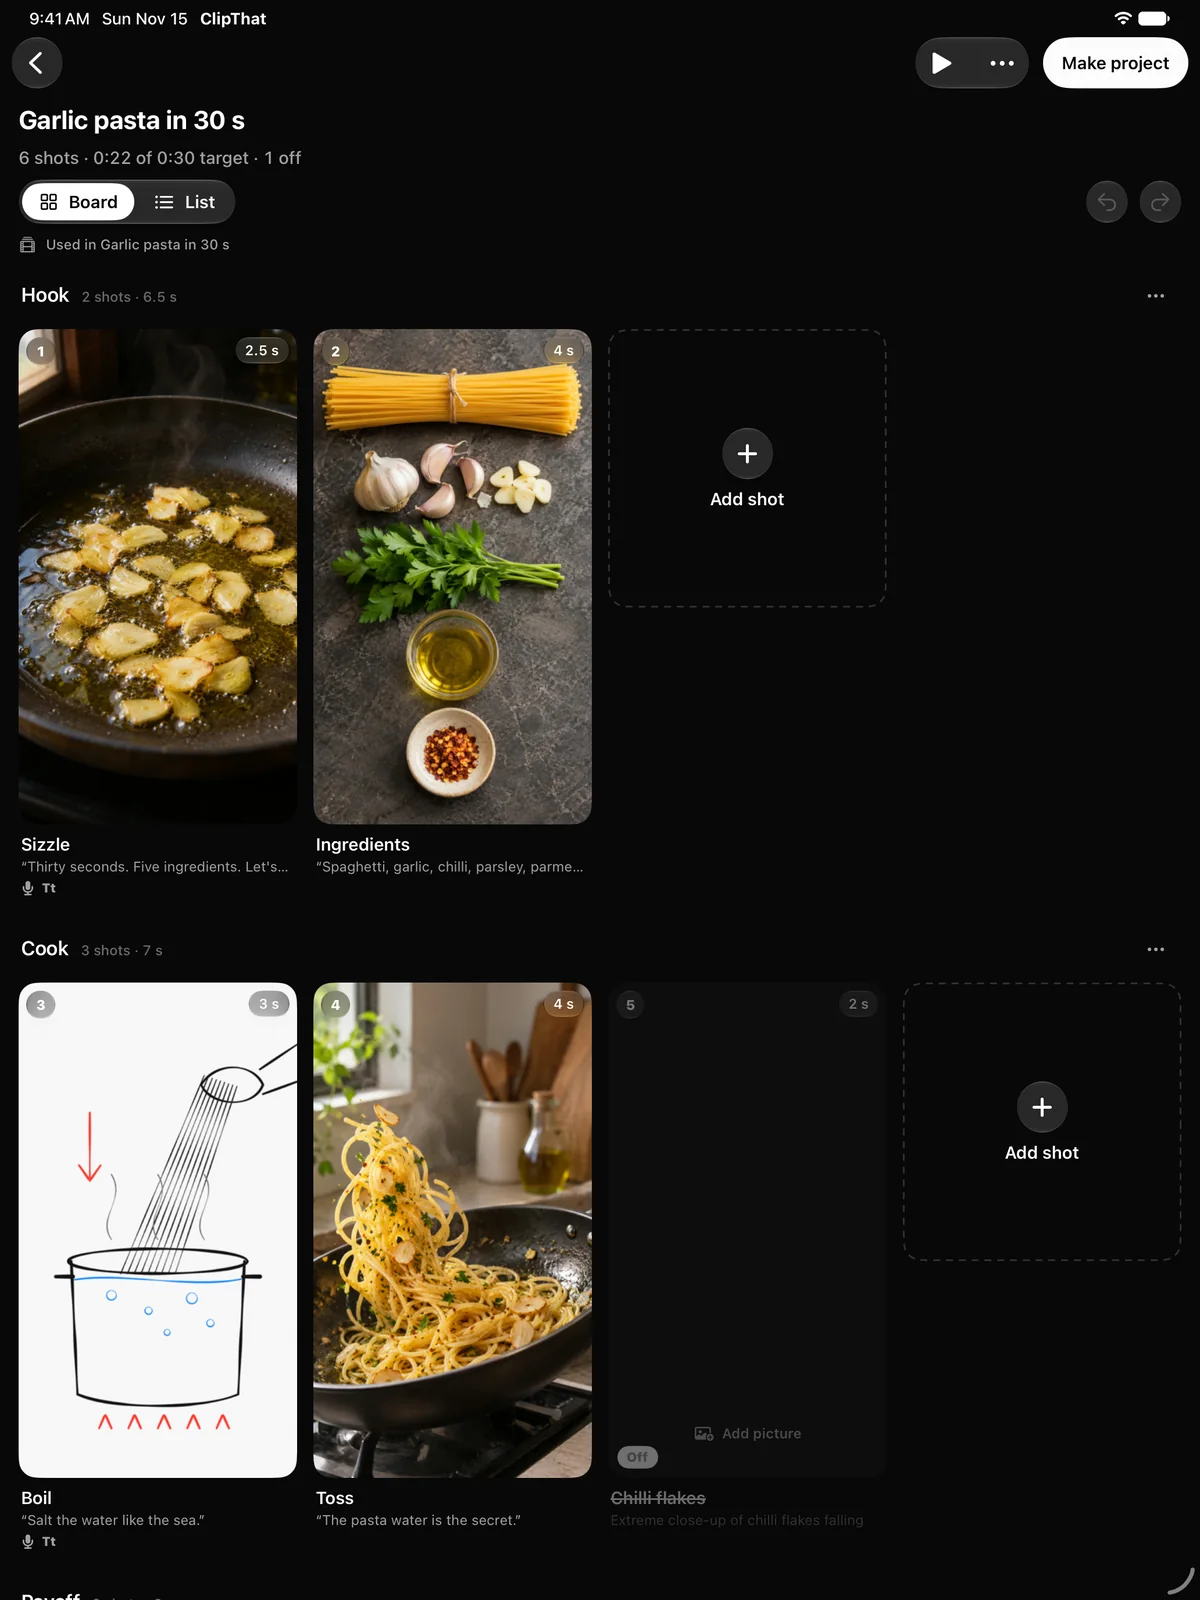 9:41 AM Sun Nov 15 ClipThat
Make project
Garlic pasta in 30 s
6 shots · 0:22 of 0:30 target · 1 off
Board
List
Used in Garlic pasta in 30 s
Hook 2 shots · 6.5 s
1
2.5 s
2
4 s
Add shot
Sizzle
“Thirty seconds. Five ingredients. Let's...
Tt
Ingredients
“Spaghetti, garlic, chilli, parsley, parme...
Cook 3 shots · 7 s
3
3 s
4
4 s
5
2 s
Add picture
Off
Add shot
Boil
“Salt the water like the sea.”
Tt
Toss
“The pasta water is the secret.”
Chilli flakes
Extreme close-up of chilli flakes falling